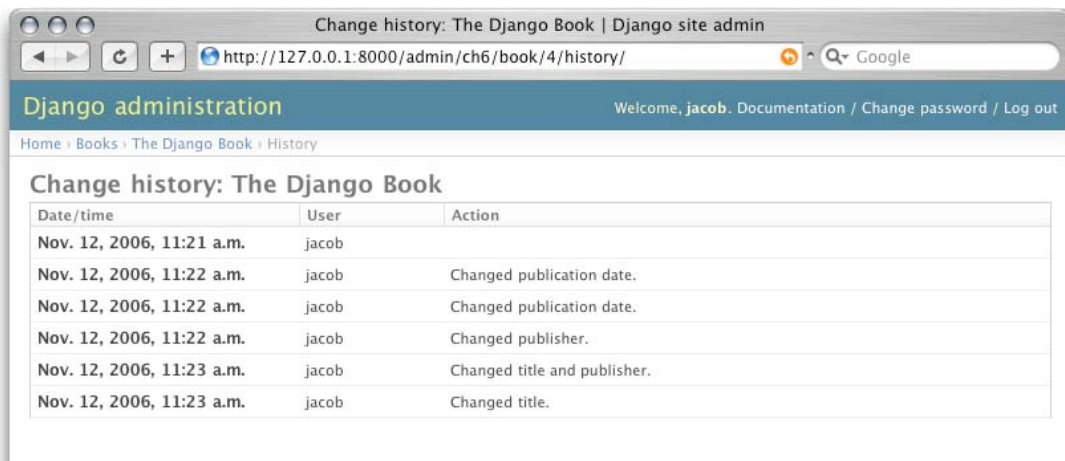 Change history: The Django Book | Django site admin
http://127.0.0.1:8000/admin/ch6/book/4/history/
Google
Django administration
Welcome, jacob. Documentation / Change password / Log out
Home › Books › The Django Book › History
Change history: The Django Book
Date/time User Action
Nov. 12, 2006, 11:21 a.m. jacob
Nov. 12, 2006, 11:22 a.m. jacob Changed publication date.
Nov. 12, 2006, 11:22 a.m. jacob Changed publication date.
Nov. 12, 2006, 11:22 a.m. jacob Changed publisher.
Nov. 12, 2006, 11:23 a.m. jacob Changed title and publisher.
Nov. 12, 2006, 11:23 a.m. jacob Changed title.